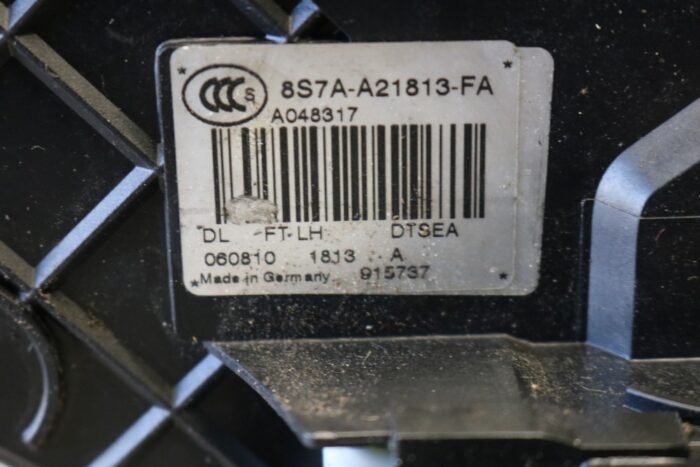 CCC S 8S7A-A21813-FA
A048317
DL FT LH DTSEA
060810 1813 A
Made in Germany 915737